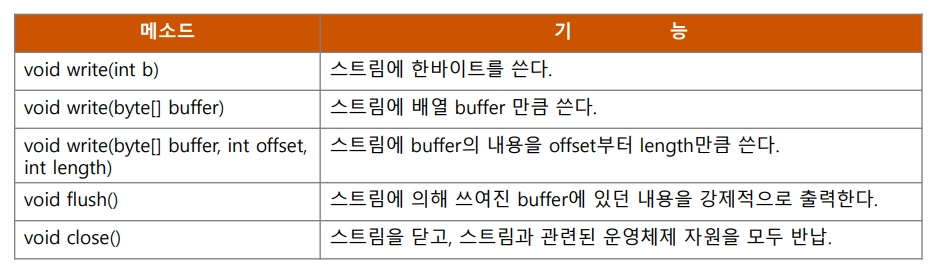 메소드 기 능
void write(int b) 스트림에 한바이트를 쓴다.
void write(byte[] buffer) 스트림에 배열 buffer 만큼 쓴다.
void write(byte[] buffer, int offset, 스트림에 buffer의 내용을 offset부터 length만큼 쓴다.
int length)
void flush() 스트림에 의해 쓰여진 buffer에 있던 내용을 강제적으로 출력한다.
void close() 스트림을 닫고, 스트림과 관련된 운영체제 자원을 모두 반납.